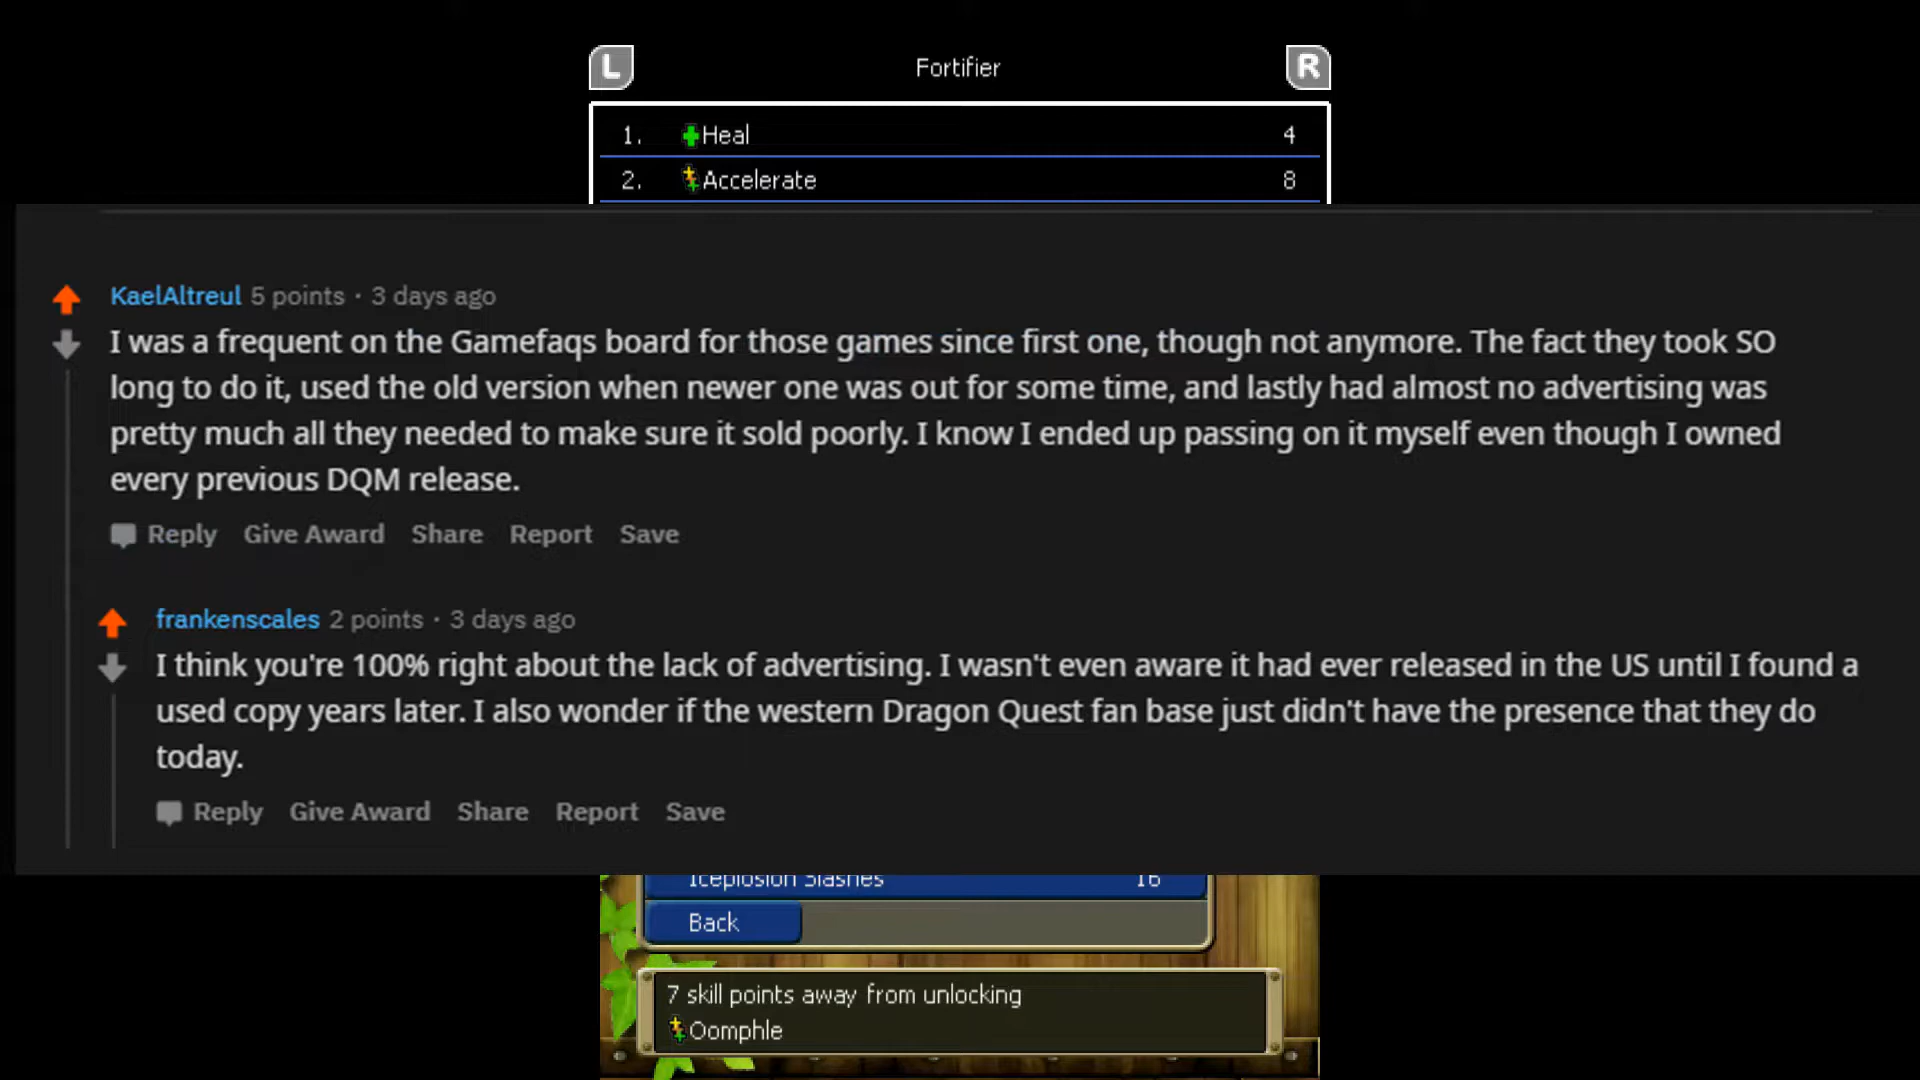 L Fortifier R
1. Heal 4
2. Accelerate 8
KaelAltreul 5 points · 3 days ago
I was a frequent on the Gamefaqs board for those games since first one, though not anymore. The fact they took SO
long to do it, used the old version when newer one was out for some time, and lastly had almost no advertising was
pretty much all they needed to make sure it sold poorly. I know I ended up passing on it myself even though I owned
every previous DQM release.
Reply Give Award Share Report Save
frankenscales 2 points · 3 days ago
I think you're 100% right about the lack of advertising. I wasn't even aware it had ever released in the US until I found a
used copy years later. I also wonder if the western Dragon Quest fan base just didn't have the presence that they do
today.
Reply Give Award Share Report Save
Iceplosion Slashes 16
Back
7 skill points away from unlocking
Oomphle